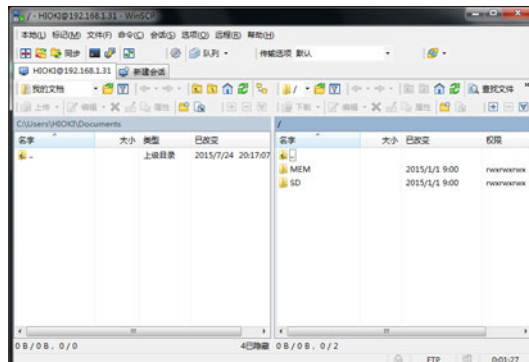 / - HIOKI@192.168.1.31 - WinSCP
本地(L) 标记(M) 文件(F) 命令(C) 会话(S) 选项(O) 远程(R) 帮助(H)
同步 队列 传输选项 默认
HIOKI@192.168.1.31 新建会话
我的文档 / 查找文件
上传 编辑 属性 下载 编辑 属性
C:\Users\HIOKI\Documents /
名字 大小 类型 已改变 名字 大小 已改变 权限
.. 上级目录 2015/7/24 20:17:07 ..
MEM 2015/1/1 9:00 rwxrwxrwx
SD 2015/1/1 9:00 rwxrwxrwx
0 B / 0 B, 0 / 0 4已隐藏 0 B / 0 B, 0 / 2
FTP 0:01:27